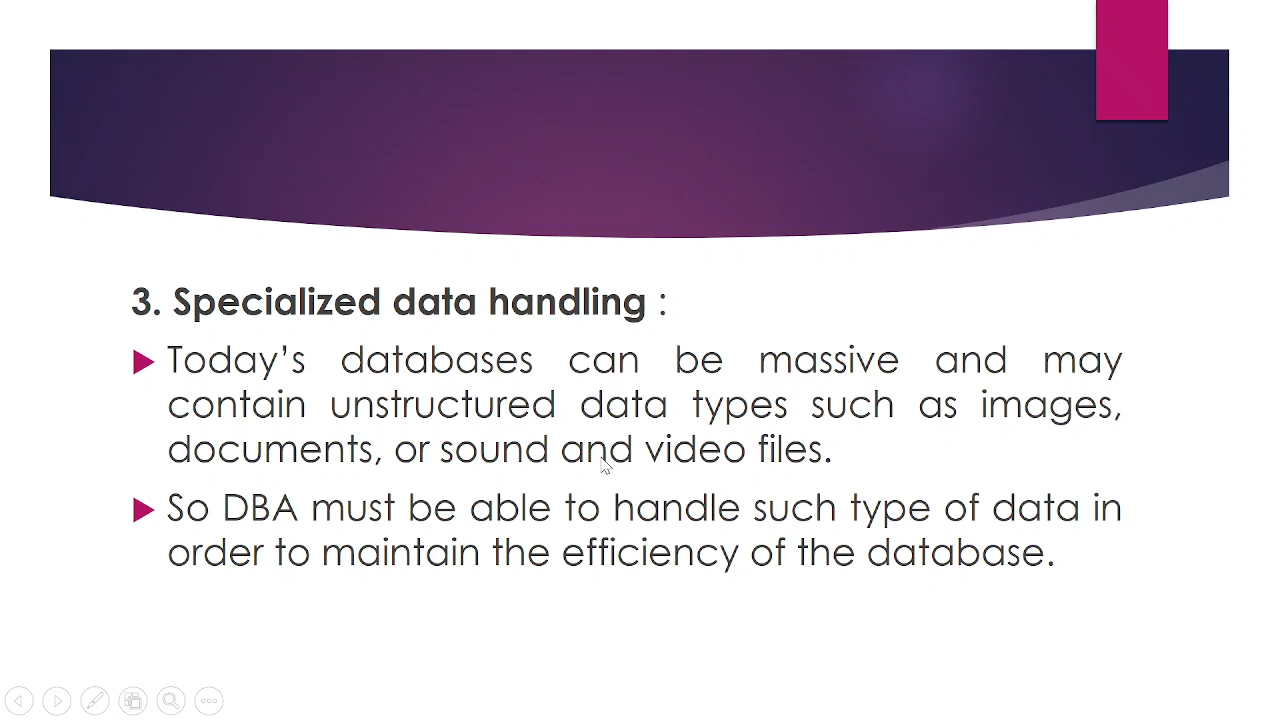 3. Specialized data handling :
Today’s databases can be massive and may
contain unstructured data types such as images,
documents, or sound and video files.
So DBA must be able to handle such type of data in
order to maintain the efficiency of the database.